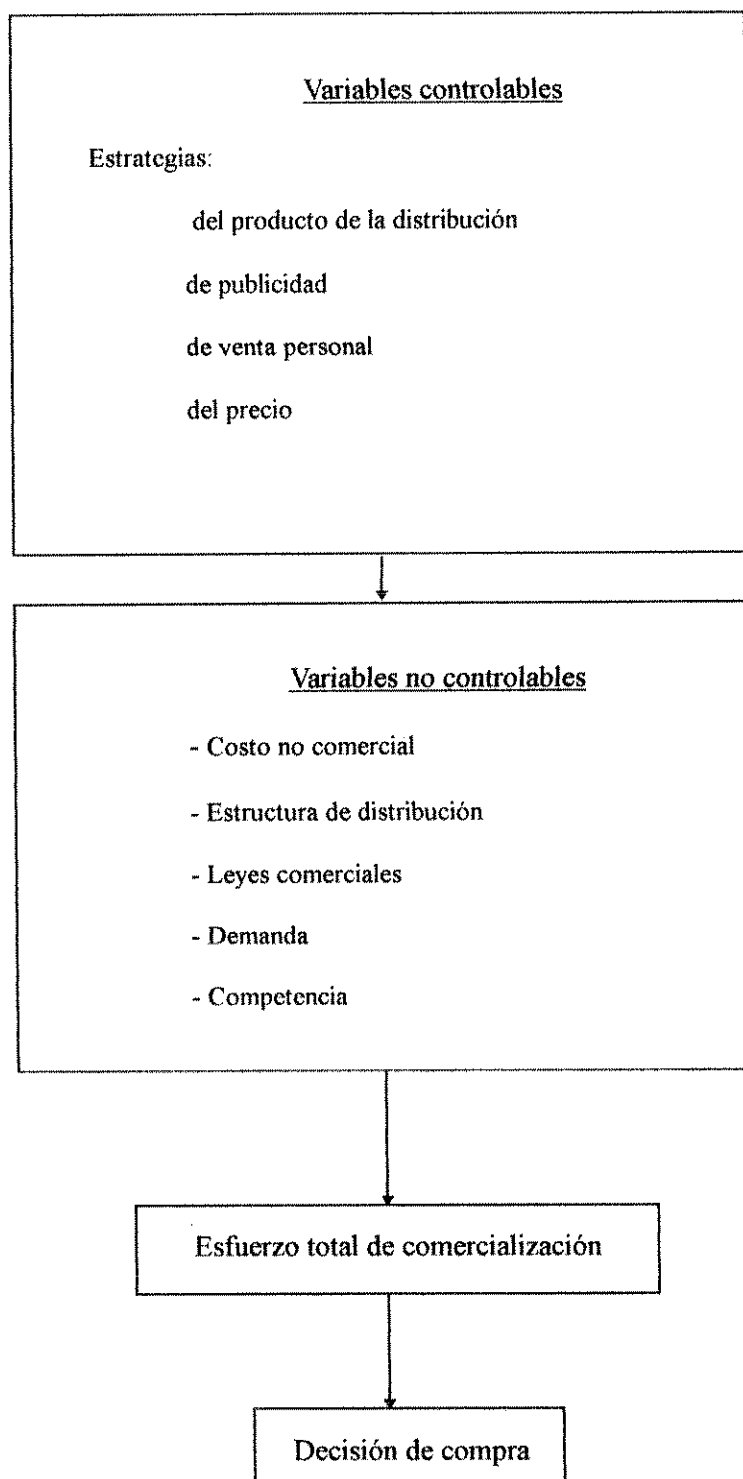 Variables controlables
Estrategias:
del producto de la distribución
de publicidad
de venta personal
del precio
Variables no controlables
- Costo no comercial
- Estructura de distribución
- Leyes comerciales
- Demanda
- Competencia
Esfuerzo total de comercialización
Decisión de compra